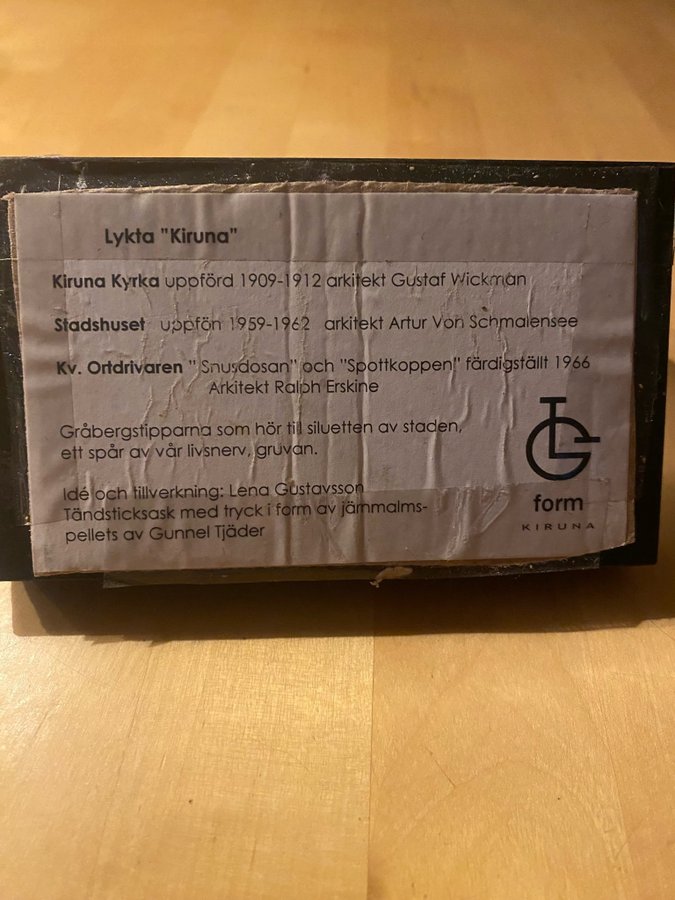 Lykta "Kiruna"
Kiruna Kyrka uppförd 1909-1912 arkitekt Gustaf Wickman
Stadshuset uppfört 1959-1962 arkitekt Artur Von Schmalensee
Kv. Ortdrivaren "Snusdosan" och "Spottkoppen" färdigställt 1966
Arkitekt Ralph Erskine
Gråbergstipparna som hör till siluetten av staden,
ett spår av vår livsnerv, gruvan.
Idé och tillverkning: Lena Gustavsson
Tändsticksask med tryck i form av järnmalms-
pellets av Gunnel Tjäder
LG
form
KIRUNA